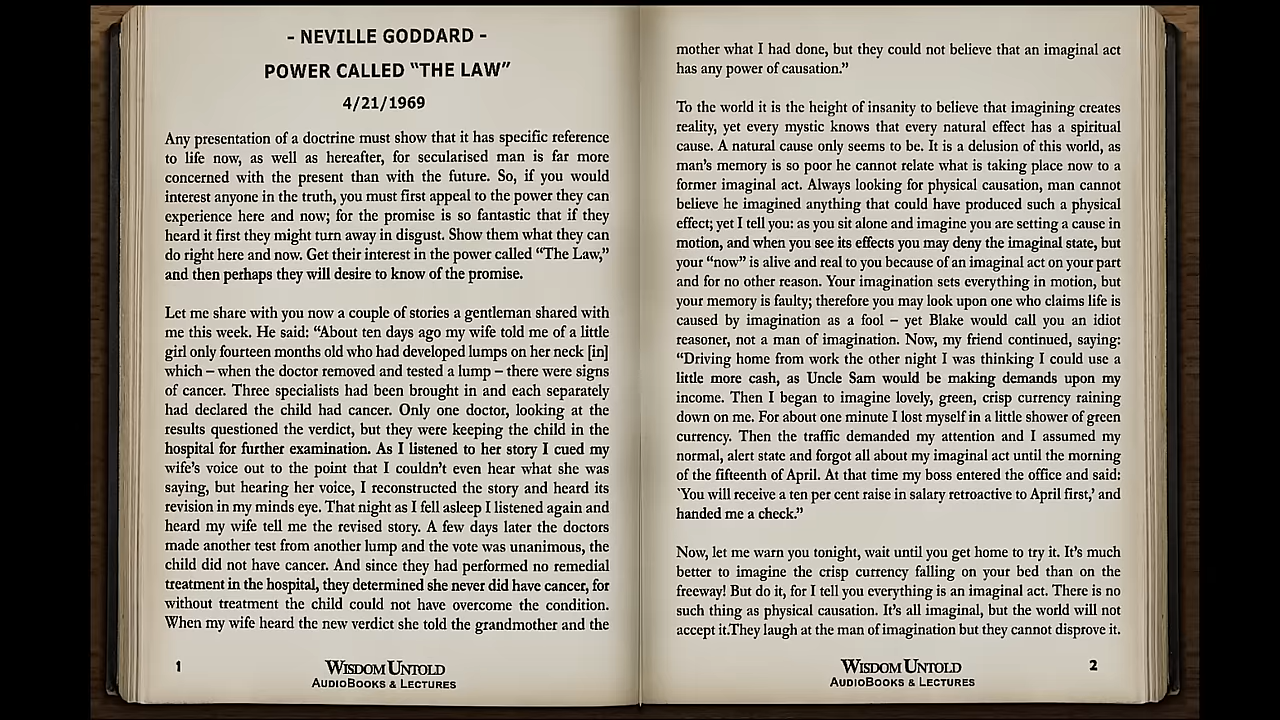 - NEVILLE GODDARD -
POWER CALLED “THE LAW”
4/21/1969
Any presentation of a doctrine must show that it has specific reference
to life now, as well as hereafter, for secularised man is far more
concerned with the present than with the future. So, if you would
interest anyone in the truth, you must first appeal to the power they can
experience here and now; for the promise is so fantastic that if they
heard it first they might turn away in disgust. Show them what they can
do right here and now. Get their interest in the power called “The Law,”
and then perhaps they will desire to know of the promise.
Let me share with you now a couple of stories a gentleman shared with
me this week. He said: “About ten days ago my wife told me of a little
girl only fourteen months old who had developed lumps on her neck [in]
which – when the doctor removed and tested a lump – there were signs
of cancer. Three specialists had been brought in and each separately
had declared the child had cancer. Only one doctor, looking at the
results questioned the verdict, but they were keeping the child in the
hospital for further examination. As I listened to her story I cued my
wife’s voice out to the point that I couldn’t even hear what she was
saying, but hearing her voice, I reconstructed the story and heard its
revision in my minds eye. That night as I fell asleep I listened again and
heard my wife tell me the revised story. A few days later the doctors
made another test from another lump and the vote was unanimous, the
child did not have cancer. And since they had performed no remedial
treatment in the hospital, they determined she never did have cancer, for
without treatment the child could not have overcome the condition.
When my wife heard the new verdict she told the grandmother and the
1
WISDOM UNTOLD
AUDIOBOOKS & LECTURES
mother what I had done, but they could not believe that an imaginal act
has any power of causation.”
To the world it is the height of insanity to believe that imagining creates
reality, yet every mystic knows that every natural effect has a spiritual
cause. A natural cause only seems to be. It is a delusion of this world, as
man’s memory is so poor he cannot relate what is taking place now to a
former imaginal act. Always looking for physical causation, man cannot
believe he imagined anything that could have produced such a physical
effect; yet I tell you: as you sit alone and imagine you are setting a cause in
motion, and when you see its effects you may deny the imaginal state, but
your “now” is alive and real to you because of an imaginal act on your part
and for no other reason. Your imagination sets everything in motion, but
your memory is faulty; therefore you may look upon one who claims life is
caused by imagination as a fool – yet Blake would call you an idiot
reasoner, not a man of imagination. Now, my friend continued, saying:
“Driving home from work the other night I was thinking I could use a
little more cash, as Uncle Sam would be making demands upon my
income. Then I began to imagine lovely, green, crisp currency raining
down on me. For about one minute I lost myself in a little shower of green
currency. Then the traffic demanded my attention and I assumed my
normal, alert state and forgot all about my imaginal act until the morning
of the fifteenth of April. At that time my boss entered the office and said:
‘You will receive a ten per cent raise in salary retroactive to April first,’ and
handed me a check.”
Now, let me warn you tonight, wait until you get home to try it. It’s much
better to imagine the crisp currency falling on your bed than on the
freeway! But do it, for I tell you everything is an imaginal act. There is no
such thing as physical causation. It’s all imaginal, but the world will not
accept it.They laugh at the man of imagination but they cannot disprove it.
WISDOM UNTOLD
AUDIOBOOKS & LECTURES
2